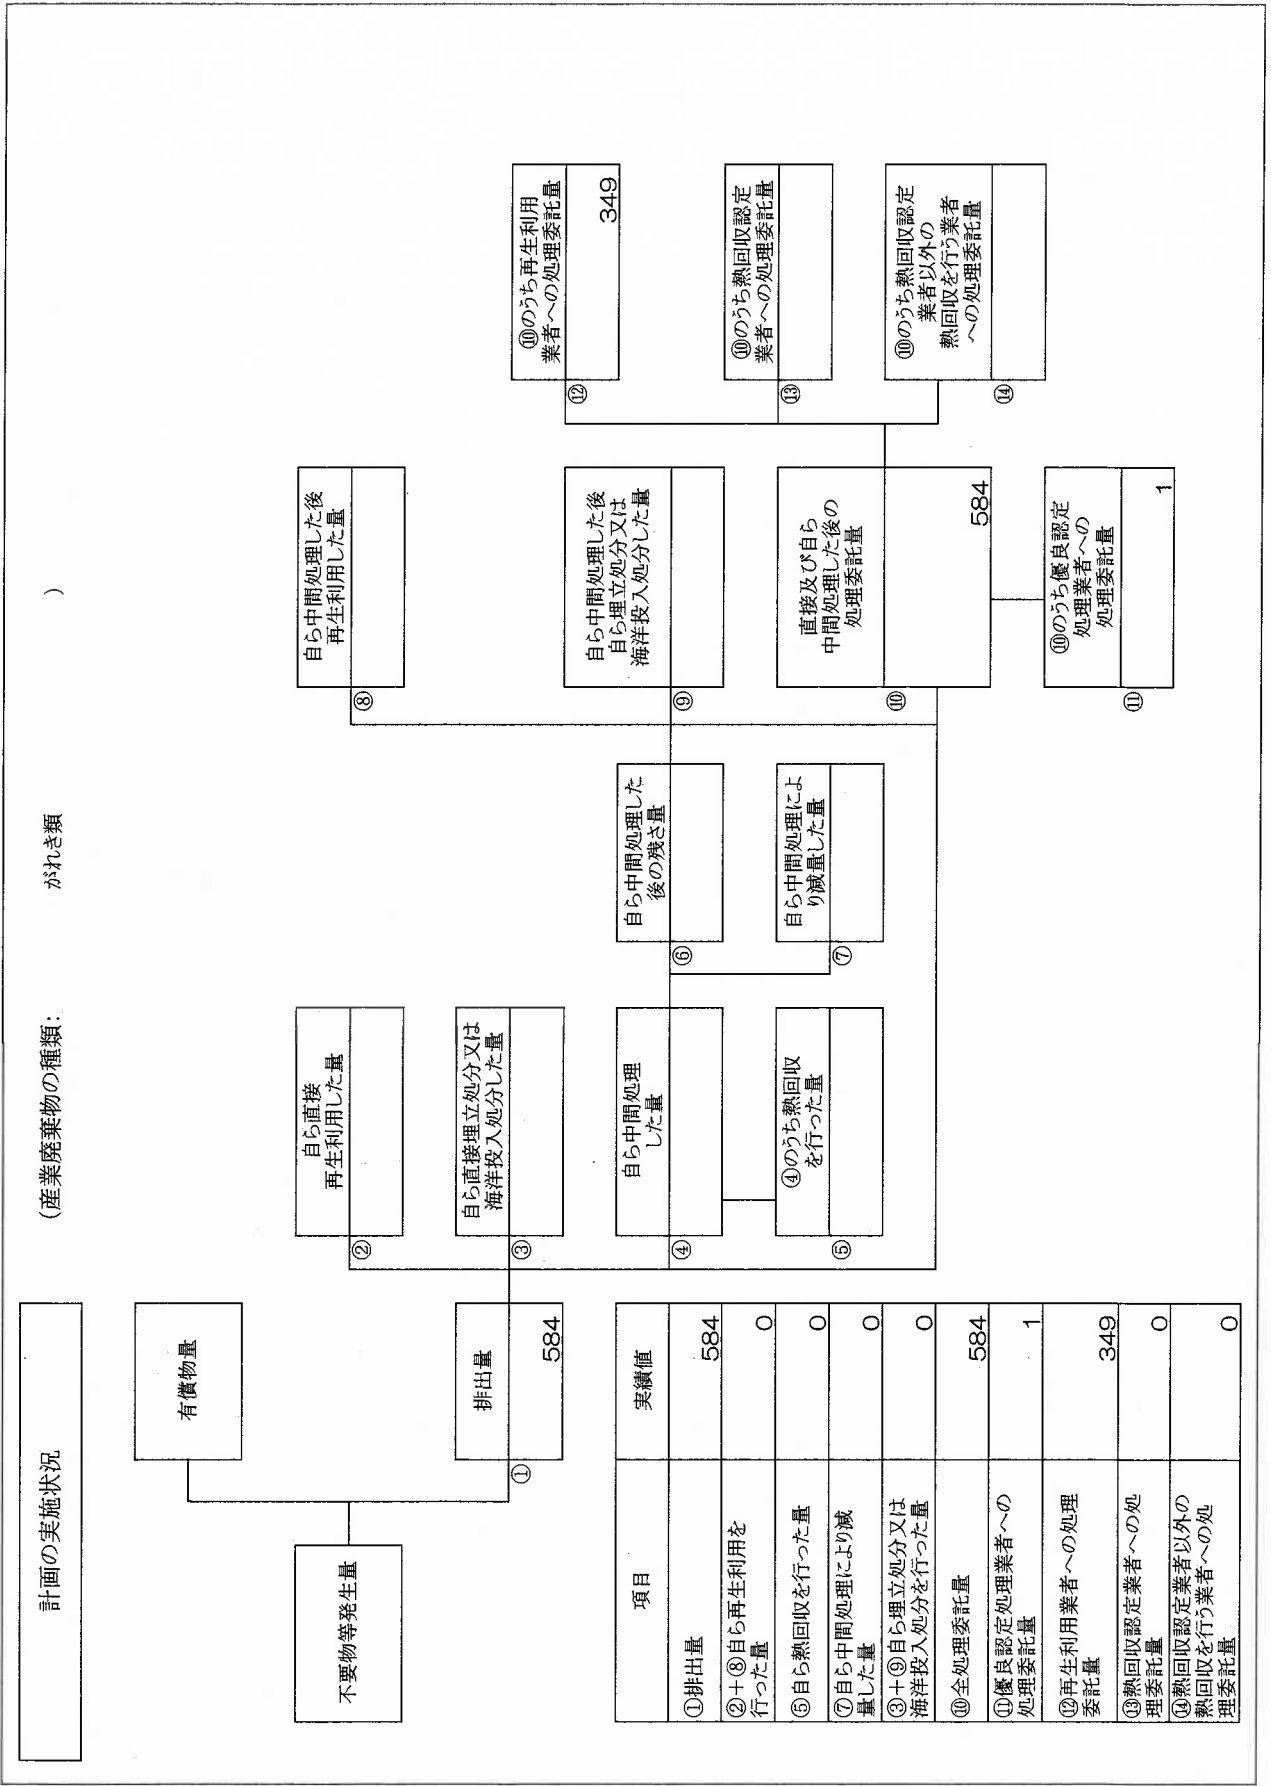 計画の実施状況
(産業廃棄物の種類: がれき類 )
不要物等発生量
有償物量
①
排出量
584
②
自ら直接
再生利用した量
③
自ら直接埋立処分又は
海洋投入処分した量
④
自ら中間処理
した量
⑤
④のうち熱回収
を行った量
⑥
自ら中間処理した
後の残さ量
⑦
自ら中間処理によ
り減量した量
⑧
自ら中間処理した後
再生利用した量
⑨
自ら中間処理した後
自ら埋立処分又は
海洋投入処分した量
⑩
直接及び自ら
中間処理した後の
処理委託量
584
⑪
⑩のうち優良認定
処理業者への
処理委託量
1
⑫
⑩のうち再生利用
業者への処理委託量
349
⑬
⑩のうち熱回収認定
業者への処理委託量
⑭
⑩のうち熱回収認定
業者以外の
熱回収を行う業者
への処理委託量
項目 実績値
①排出量 584
②+⑧自ら再生利用を
行った量 0
⑤自ら熱回収を行った量 0
⑦自ら中間処理により減
量した量 0
③+⑨自ら埋立処分又は
海洋投入処分を行った量 0
⑩全処理委託量 584
⑪優良認定処理業者への
処理委託量 1
⑫再生利用業者への処理
委託量 349
⑬熱回収認定業者への処
理委託量 0
⑭熱回収認定業者以外の
熱回収を行う業者への処
理委託量 0